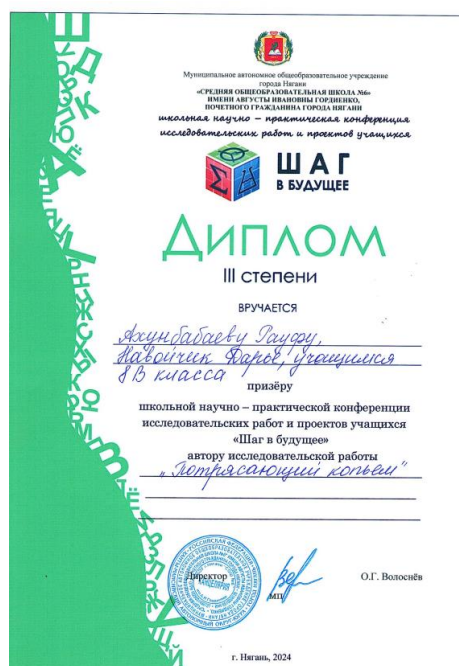 Муниципальное автономное общеобразовательное учреждение
города Нягани
«СРЕДНЯЯ ОБЩЕОБРАЗОВАТЕЛЬНАЯ ШКОЛА №6»
ИМЕНИ АВГУСТЫ ИВАНОВНЫ ГОРДИЕНКО,
ПОЧЕТНОГО ГРАЖДАНИНА ГОРОДА НЯГАНИ
школьная научно – практическая конференция
исследовательских работ и проектов учащихся
ШАГ
В БУДУЩЕЕ
ДИПЛОМ
III степени
ВРУЧАЕТСЯ
Ахунбабаеву Рауфу,
Навойчик Дарье, учащимся
8В класса
призёру
школьной научно – практической конференции
исследовательских работ и проектов учащихся
«Шаг в будущее»
автору исследовательской работы
„Потрясающий копьем"
Директор
МП
О.Г. Волоснёв
г. Нягань, 2024